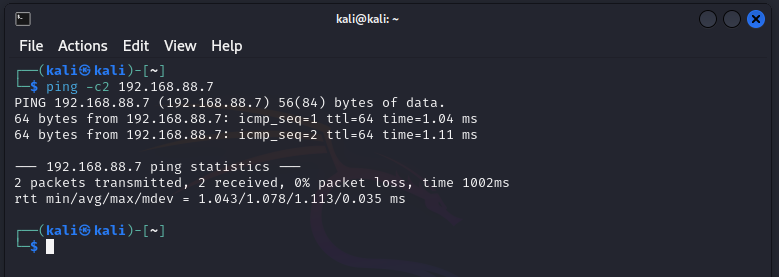 kali@kali: ~
File Actions Edit View Help
┌──(kali㉿kali)-[~]
└─$ ping -c2 192.168.88.7
PING 192.168.88.7 (192.168.88.7) 56(84) bytes of data.
64 bytes from 192.168.88.7: icmp_seq=1 ttl=64 time=1.04 ms
64 bytes from 192.168.88.7: icmp_seq=2 ttl=64 time=1.11 ms
--- 192.168.88.7 ping statistics ---
2 packets transmitted, 2 received, 0% packet loss, time 1002ms
rtt min/avg/max/mdev = 1.043/1.078/1.113/0.035 ms
┌──(kali㉿kali)-[~]
└─$